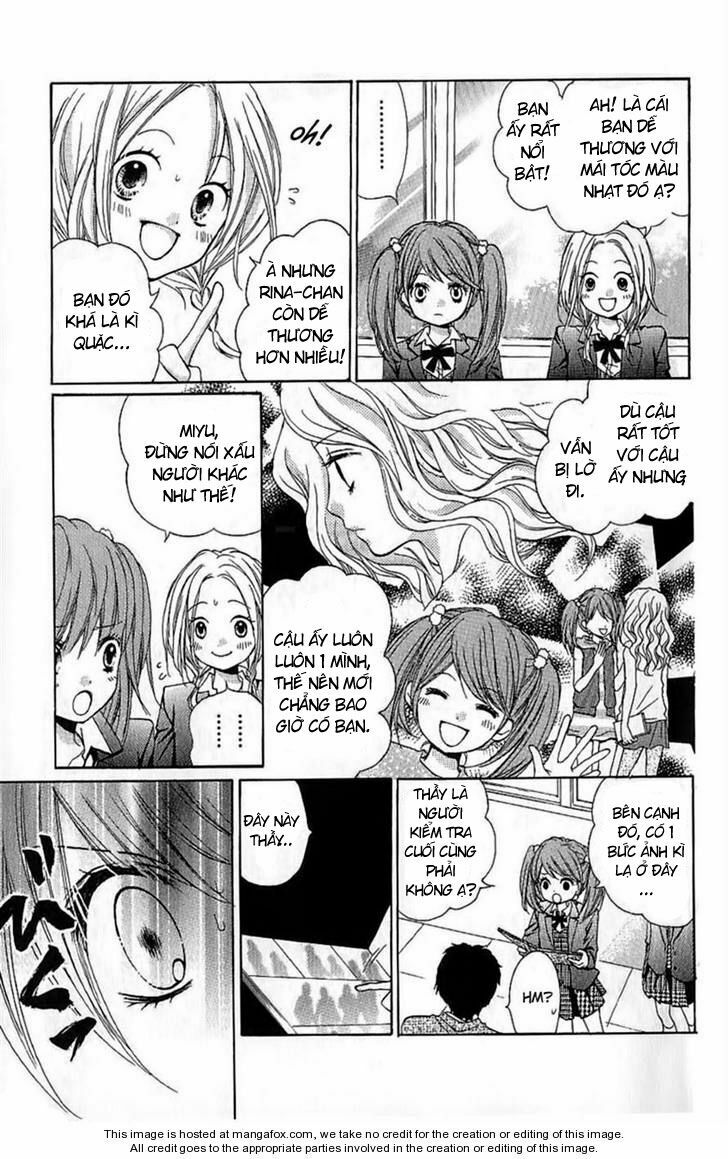 AH! LÀ CÁI
BẠN DỄ
THƯƠNG VỚI
MÁI TÓC MÀU
NHẠT ĐÓ Ạ?
BẠN
ẤY RẤT
NỔI
BẬT!
.........
Oh!
À NHƯNG
RINA-CHAN
CÒN DỄ
THƯƠNG
HƠN NHIỀU!
BẠN ĐÓ
KHÁ LÀ KÌ
QUẶC...
DÙ CẬU
RẤT TỐT
VỚI CẬU
ẤY NHƯNG
VẪN
BỊ LỜ
ĐI.
CẬU ẤY LUÔN
LUÔN 1 MÌNH,
THẾ NÊN MỚI
CHẲNG BAO
GIỜ CÓ BẠN.
MIYU,
ĐỪNG NÓI XẤU
NGƯỜI KHÁC
NHƯ THẾ!
......
BÊN CẠNH
ĐÓ, CÓ 1
BỨC ẢNH KÌ
LẠ Ở ĐÂY
...
THẦY LÀ
NGƯỜI
KIỂM TRA
CUỐI CÙNG
PHẢI
KHÔNG Ạ?
HM?
ĐÂY NÀY
THẦY..
びくっ
This image is hosted at mangafox.com, we take no credit for the creation or editing of this image.
All credit goes to the appropriate parties involved in the creation or editing of this image.